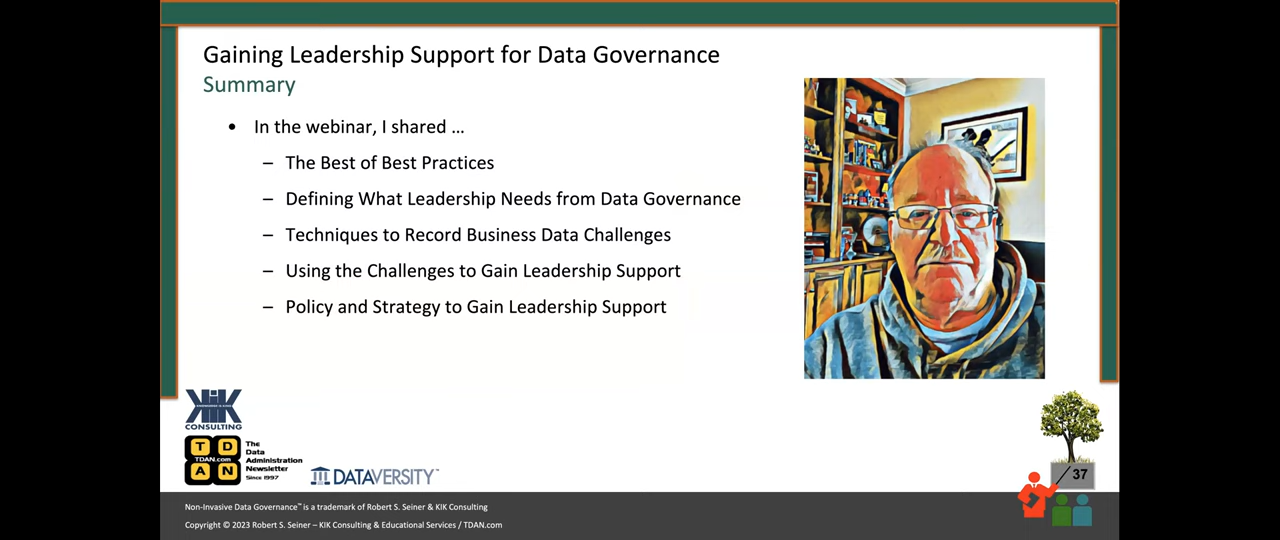 Gaining Leadership Support for Data Governance
Summary
• In the webinar, I shared …
– The Best of Best Practices
– Defining What Leadership Needs from Data Governance
– Techniques to Record Business Data Challenges
– Using the Challenges to Gain Leadership Support
– Policy and Strategy to Gain Leadership Support
KIK
CONSULTING
T D
TDAN.com
A N
The
Data
Administration
Newsletter
Since 1997
DATAVERSITY™
37
Non-Invasive Data Governance™ is a trademark of Robert S. Seiner & KIK Consulting
Copyright © 2023 Robert S. Seiner – KIK Consulting & Educational Services / TDAN.com